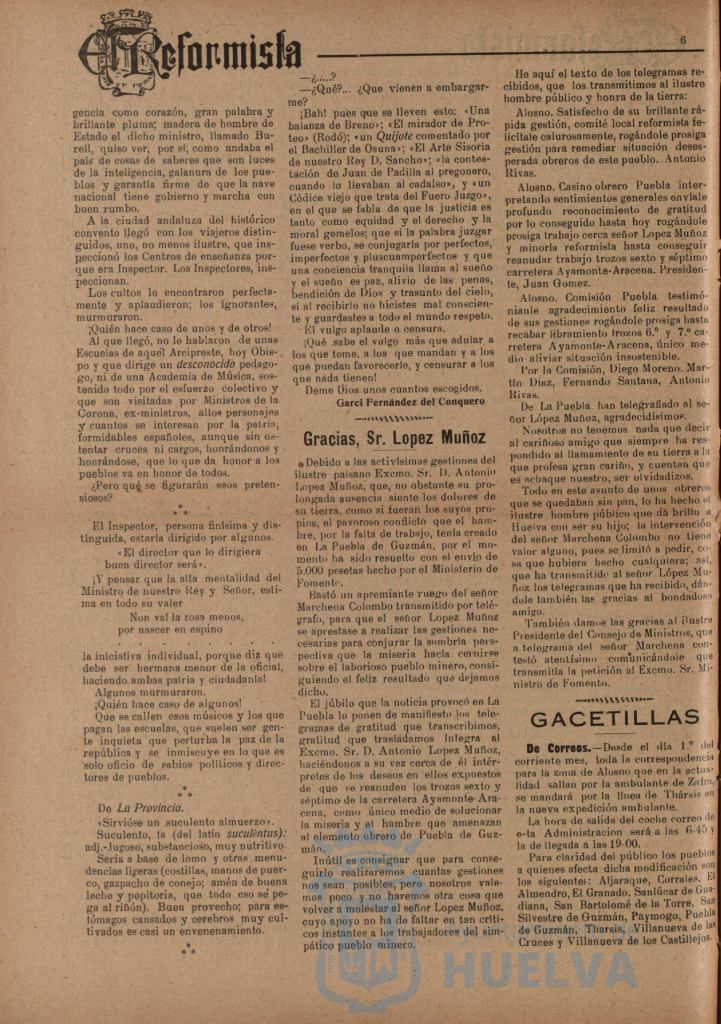 El Reformista
6
gencia como corazón, gran palabra y
brillante pluma; madera de hombre de
Estado el dicho ministro, llamado Bu-
rell, quiso ver, por sí, como andaba el
país de cosas de saberes que son luces
de la inteligencia, galanura de los pue-
blos y garantía firme de que la nave
nacional tiene gobierno y marcha con
buen rumbo.
A la ciudad andaluza del histórico
convento llegó con los viajeros distin-
guidos, uno, no menos ilustre, que ins-
peccionó los Centros de enseñanza por-
que era Inspector. Los Inspectores, ins-
peccionan.
Los cultos lo encontraron perfecta-
mente y aplaudieron; los ignorantes,
murmuraron.
¡Quién hace caso de unos y de otros!
Al que llegó, no le hablaron de unas
Escuelas de aquel Arcipreste, hoy Obis-
po y que dirige un desconocido pedago-
go, ni de una Academia de Música, sos-
tenido todo por el esfuerzo colectivo y
que son visitadas por Ministros de la
Corona, ex-ministros, altos personajes
y cuantos se interesan por la patria,
formidables españoles, aunque sin os-
tentar cruces ni cargos, honrándonos y
honrándose, que lo que da honor a los
pueblos va en honor de todos.
¿Pero qué se figurarán esos preten-
siosos?
* * *
El Inspector, persona finísima y dis-
tinguida, estaría dirigido por algunos.
«El director que lo dirigiera
buen director será».
¡Y pensar que la alta mentalidad del
Ministro de nuestro Rey y Señor, esti-
ma en todo su valer
Non val la rosa menos,
por nascer en espino
. . . . . . . . . .
la iniciativa individual, porque diz que
debe ser hermana menor de la oficial,
haciendo ambas patria y ciudadanía!
Algunos murmuraron.
¡Quién hace caso de algunos!
Que se callen esos músicos y los que
pagan las escuelas, que suelen ser gen-
te inquieta que perturba la paz de la
república y se inmiscuye en lo que es
solo oficio de sabios políticos y direc-
tores de pueblos.
* * *
De La Provincia.
«Sirvióse un suculento almuerzo».
Suculento, ta (del latín suculentus):
adj.-Jugoso, substancioso, muy nutritivo.
Sería a base de lomo y otras menu-
dencias ligeras (costillas, manos de puer-
co, gazpacho de conejo; amén de buena
leche y pepitoria, que todo eso se pe-
ga al riñón). Buen provecho; para es-
tómagos cansados y cerebros muy cul-
tivados es casi un envenenamiento.
* * *
—¿.....?
—¿Qué?... ¿Que vienen a embargar-
me?
¡Bah! pues que se lleven esto: «Una
balanza de Breno»; «El mirador de Pro-
teo» (Rodó); «un Quijote comentado por
el Bachiller de Osuna»; «El Arte Sisoria
de nuestro Rey D. Sancho»; «la contes-
tación de Juan de Padilla al pregonero,
cuando lo llevaban al cadalso», y «un
Códice viejo que trata del Fuero Juzgo»,
en el que se fabla de que la justicia es
tanto como equidad y el derecho y la
moral gemelos; que si la palabra juzgar
fuese verbo, se conjugaría por perfectos,
imperfectos y pluscuamperfectos y que
una conciencia tranquila llama al sueño
y el sueño es paz, alivio de las penas,
bendición de Dios y trasunto del cielo,
si al recibirlo no hicistes mal conscien-
te y guardastes a todo el mundo respeto.
El vulgo aplaude o censura.
¡Qué sabe el vulgo más que adular a
los que teme, a los que mandan y a los
que puedan favorecerle, y censurar a los
que nada tienen!
Deme Dios unos cuantos escogidos.
Garci Fernández del Conquero
Gracias, Sr. Lopez Muñoz
Debido a las activísimas gestiones del
ilustre paisano Excmo. Sr. D. Antonio
Lopez Muñoz, que, no obstante su pro-
longada ausencia siente los dolores de
su tierra, como si fueran los suyos pro-
pios, el pavoroso conflicto que el ham-
bre, por la falta de trabajo, tenía creado
en La Puebla de Guzmán, por el mo-
mento ha sido resuelto con el envío de
5.000 pesetas hecho por el Ministerio de
Fomento.
Bastó un apremiante ruego del señor
Marchena Colombo transmitido por telé-
grafo, para que el señor Lopez Muñoz
se aprestase a realizar las gestiones ne-
cesarias para conjurar la sombría pers-
pectiva que la miseria hacía cernirse
sobre el laborioso pueblo minero, consi-
guiendo el feliz resultado que dejamos
dicho.
El júbilo que la noticia provocó en La
Puebla lo ponen de manifiesto los tele-
gramas de gratitud que transcribimos,
gratitud que trasladamos íntegra al
Excmo. Sr. D. Antonio Lopez Muñoz,
haciéndonos a su vez cerca de él intér-
pretes de los deseos en ellos expuestos
de que se reanuden los trozos sexto y
séptimo de la carretera Ayamonte-Ara-
cena, como único medio de solucionar
la miseria y el hambre que amenazan
al elemento obrero de Puebla de Guz-
mán.
Inútil es consignar que para conse-
guirlo realizaremos cuantas gestiones
nos sean posibles, pero nosotros vale-
mos poco y no haremos otra cosa que
volver a molestar al señor Lopez Muñoz,
cuyo apoyo no ha de faltar en tan críti-
cos instantes a los trabajadores del sim-
pático pueblo minero.
He aquí el texto de los telegramas re-
cibidos, que los transmitimos al ilustre
hombre público y honra de la tierra:
Alosno. Satisfecho de su brillante rá-
pida gestión, comité local reformista fe-
licítale calurosamente, rogándole prosiga
gestión para remediar situación deses-
perada obreros de este pueblo. Antonio
Rivas.
Alosno. Casino obrero Puebla inter-
pretando sentimientos generales envíale
profundo reconocimiento de gratitud
por lo conseguido hasta hoy rogándole
prosiga trabajo cerca señor Lopez Muñoz
y minoría reformista hasta conseguir
reanudar trabajo trozos sexto y séptimo
carretera Ayamonte-Aracena. Presiden-
te, Juan Gomez.
Alosno. Comisión Puebla testimó-
niamle agradecimiento feliz resultado
de sus gestiones rogándole prosiga hasta
recabar libramiento trozos 6.º y 7.º ca-
rretera Ayamonte-Aracena, único me-
dio aliviar situación insostenible.
Por la Comisión, Diego Moreno. Mar-
tín Diaz, Fernando Santana, Antonio
Rivas.
De La Puebla han telegrafiado al se-
ñor López Muñoz, agradecidísimos.
Nosotros no tenemos nada que decir
al cariñoso amigo que siempre ha res-
pondido al llamamiento de su tierra a la
que profesa gran cariño, y cuentan que
es achaque nuestro, ser olvidadizos.
Todo en este asunto de unos obreros
que se quedaban sin pan, lo ha hecho el
ilustre hombre público que dá brillo a
Huelva con ser su hijo; la intervención
del señor Marchena Colombo no tiene
valor alguno, pues se limitó a pedir, co-
sa que hubiera hecho cualquiera; así,
que ha transmitido al señor López Mu-
ñoz los telegramas que ha recibido, dán-
dole también las gracias al bondadoso
amigo.
También damos las gracias al ilustre
Presidente del Consejo de Ministros, que
a telegrama del señor Marchena con-
testó atentísimo comunicándole que
transmitía la petición al Excmo. Sr. Mi-
nistro de Fomento.
GACETILLAS
De Correos.—Desde el día 1.º del
corriente mes, toda la correspondencia
para la zona de Alosno que en la actua-
lidad salían por la ambulante de Zafra,
se mandará por la línea de Thársis en
la nueva expedición ambulante.
La hora de salida del coche correo de
esta Administracion será a las 6-45 y
la de llegada a las 19-00.
Para claridad del público los pueblos
a quienes afecta dicha modificación son
los siguientes: Aljaraque, Corrales, El
Almendro, El Granado. Sanlúcar de Gua-
diana, San Bartolomé de la Torre, San
Silvestre de Guzmán, Paymogo, Puebla
de Guzmán, Tharsis, Villanueva de las
Cruces y Villanueva de los Castillejos.
HUELVA